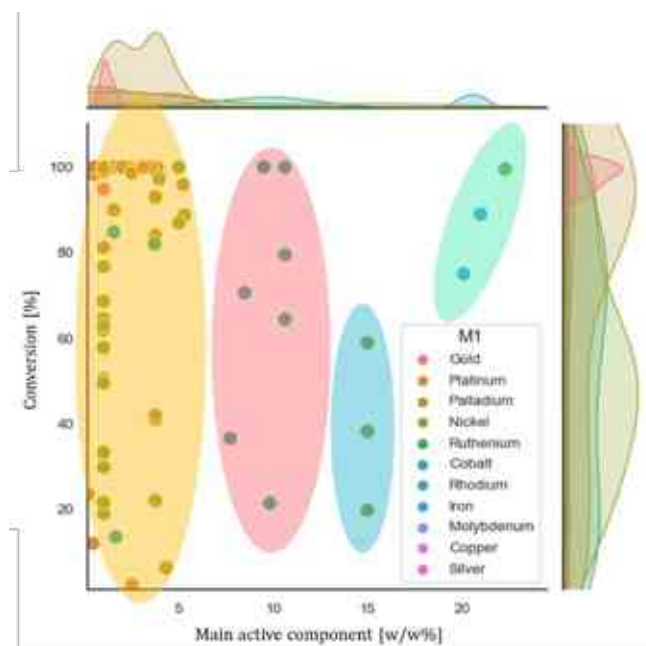 100
80
60
40
20
Conversion [%]
M1
Gold
Platinum
Palladium
Nickel
Ruthenium
Cobalt
Rhodium
Iron
Molybdenum
Copper
Silver
5
10
15
20
Main active component [w/w%]